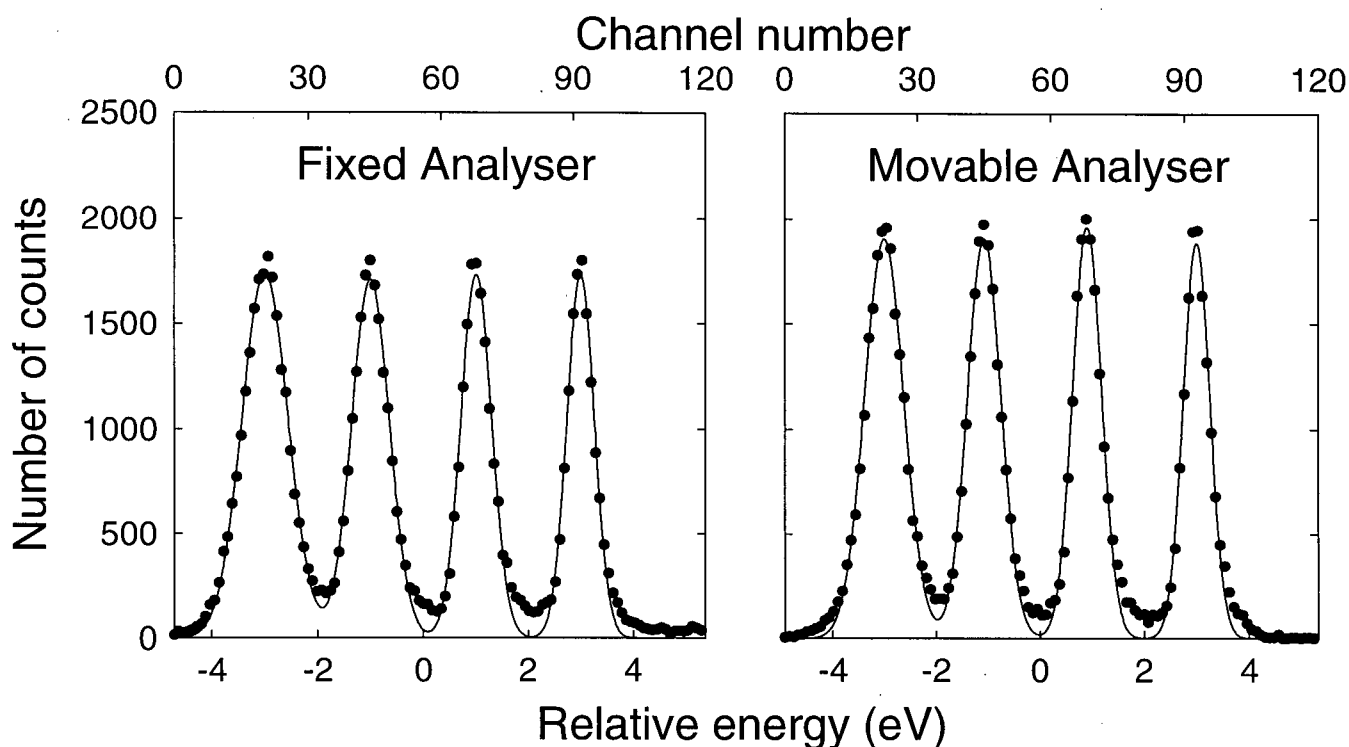 Channel number
0 30 60 90 120 0 30 60 90 120
2500
Fixed Analyser Movable Analyser
2000
1500
1000
500
0
Number of counts
-4 -2 0 2 4 -4 -2 0 2 4
Relative energy (eV)